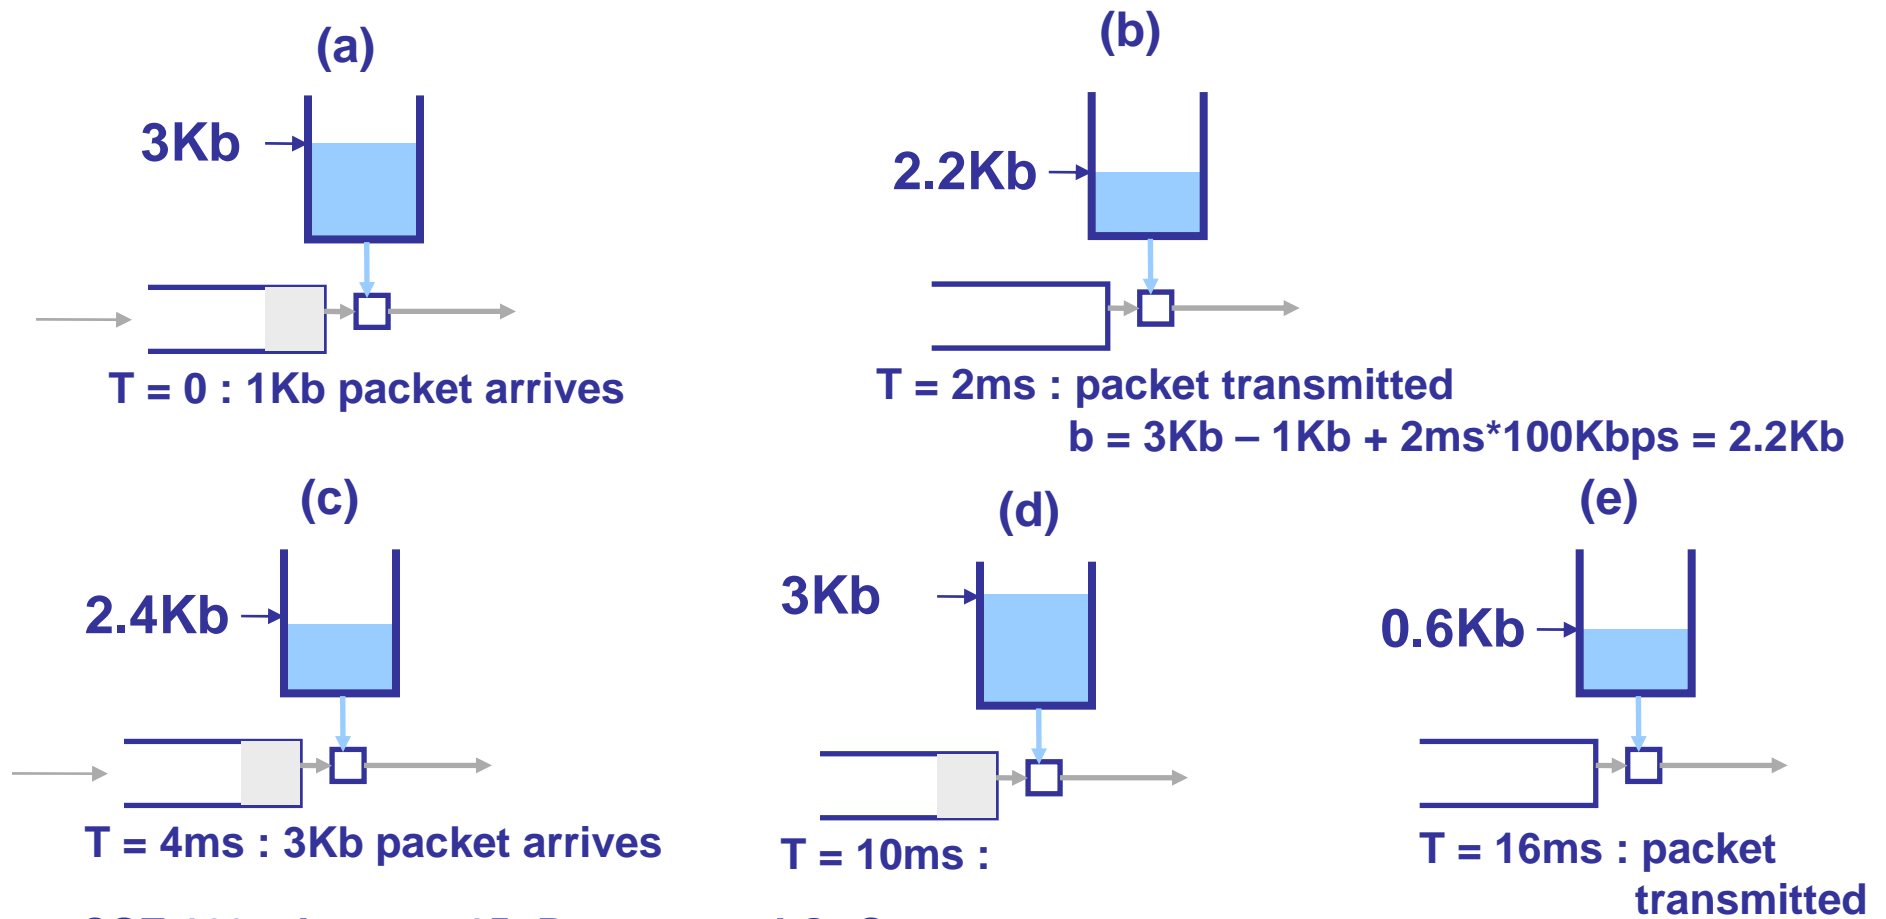 (a)
3Kb
T = 0 : 1Kb packet arrives
(b)
2.2Kb
T = 2ms : packet transmitted
b = 3Kb – 1Kb + 2ms*100Kbps = 2.2Kb
(c)
2.4Kb
T = 4ms : 3Kb packet arrives
(d)
3Kb
T = 10ms :
(e)
0.6Kb
T = 16ms : packet
transmitted